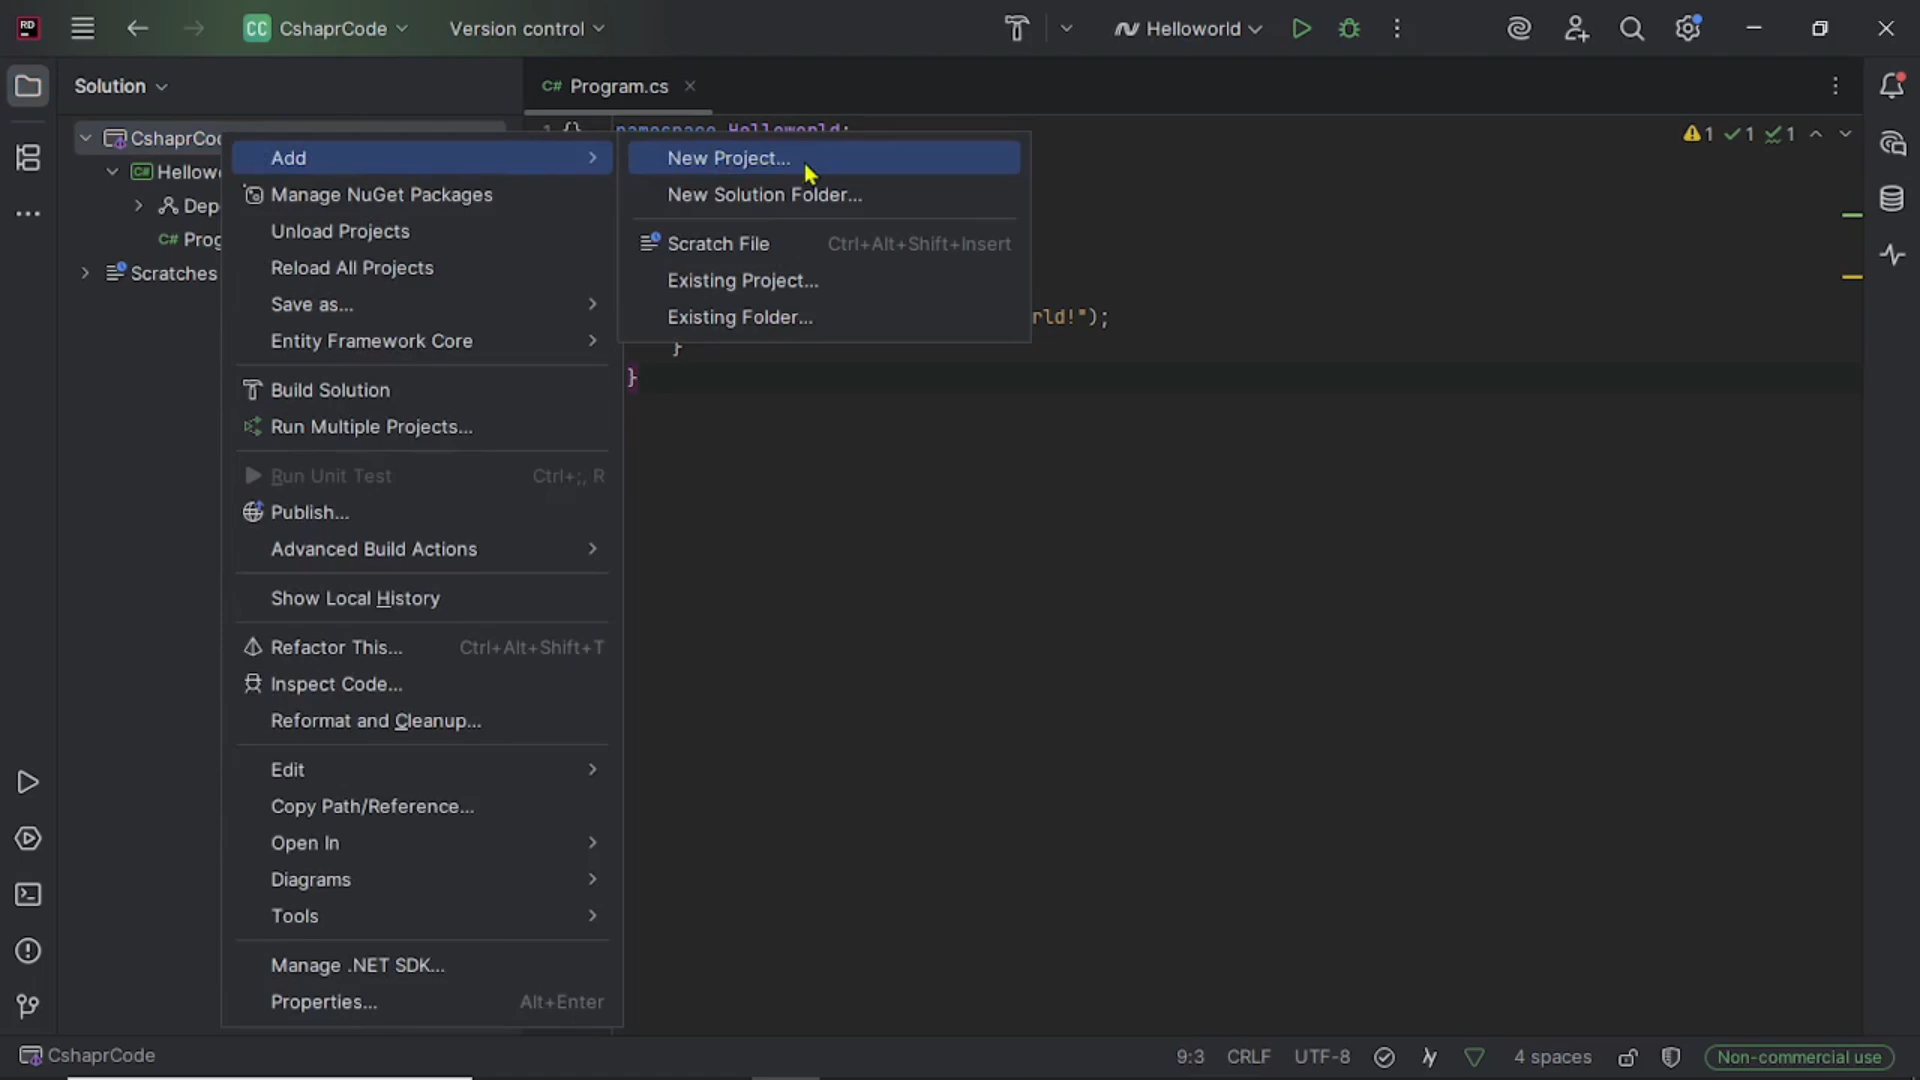 RD
CC CshaprCode
Version control
Helloworld
Solution
C# Program.cs
CshaprCo
C# Hellow
Dep
C# Prog
Scratches
Add
Manage NuGet Packages
Unload Projects
Reload All Projects
Save as...
Entity Framework Core
Build Solution
Run Multiple Projects...
Run Unit Test Ctrl+;, R
Publish...
Advanced Build Actions
Show Local History
Refactor This... Ctrl+Alt+Shift+T
Inspect Code...
Reformat and Cleanup...
Edit
Copy Path/Reference...
Open In
Diagrams
Tools
Manage .NET SDK...
Properties... Alt+Enter
New Project...
New Solution Folder...
Scratch File Ctrl+Alt+Shift+Insert
Existing Project...
Existing Folder...
1 {} namespace Helloworld;
1 1 1
rld!");
}
}
CshaprCode
9:3 CRLF UTF-8 4 spaces Non-commercial use